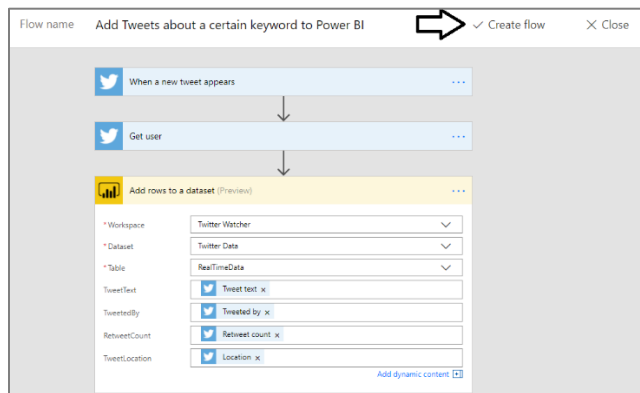 Flow name Add Tweets about a certain keyword to Power BI Create flow Close
When a new tweet appears
Get user
Add rows to a dataset (Preview)
* Workspace Twitter Watcher
* Dataset Twitter Data
* Table RealTimeData
TweetText Tweet text x
TweetedBy Tweeted by x
RetweetCount Retweet count x
TweetLocation Location x
Add dynamic content